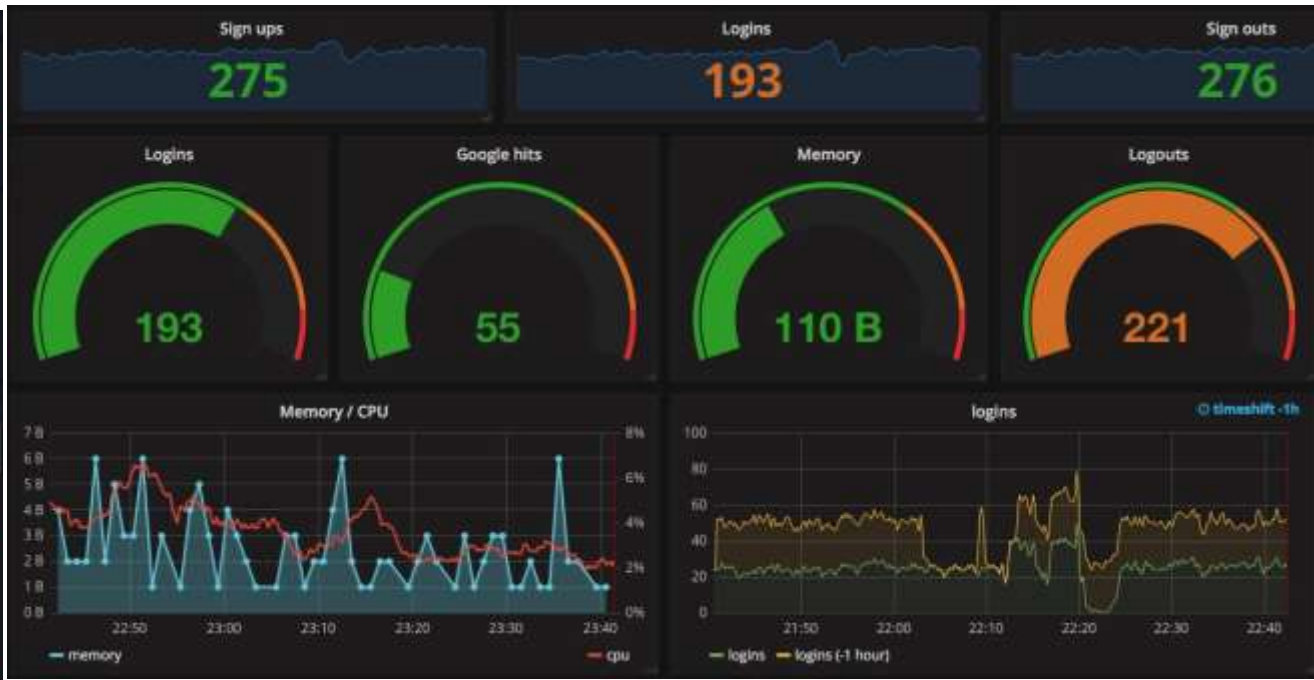 Sign ups
275
Logins
193
Sign outs
276
Logins
193
Google hits
55
Memory
110 B
Logouts
221
Memory / CPU
7 B
6 B
5 B
4 B
3 B
2 B
1 B
0 B
8%
6%
4%
2%
0%
22:50 23:00 23:10 23:20 23:30 23:40
memory
cpu
logins
timeshift -1h
100
80
60
40
20
0
21:50 22:00 22:10 22:20 22:30 22:40
logins logins (-1 hour)